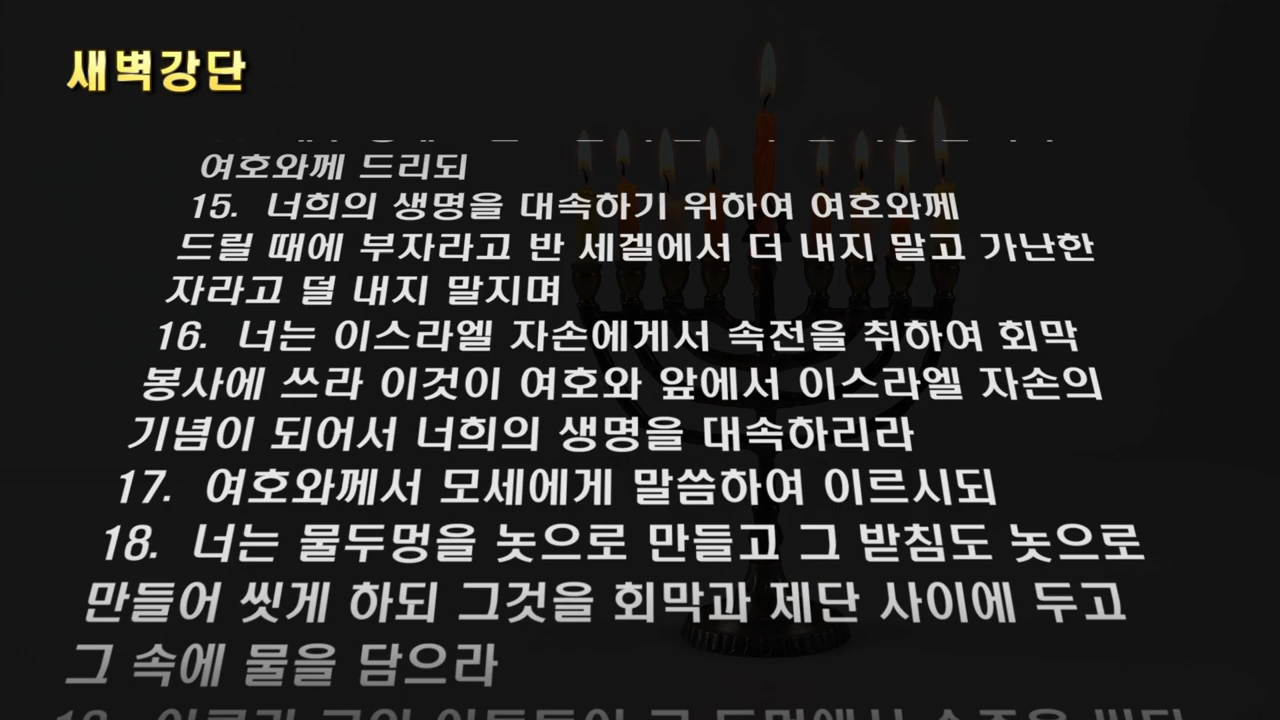 새벽강단
여호와께 드리되
15. 너희의 생명을 대속하기 위하여 여호와께
드릴 때에 부자라고 반 세겔에서 더 내지 말고 가난한
자라고 덜 내지 말지며
16. 너는 이스라엘 자손에게서 속전을 취하여 회막
봉사에 쓰라 이것이 여호와 앞에서 이스라엘 자손의
기념이 되어서 너희의 생명을 대속하리라
17. 여호와께서 모세에게 말씀하여 이르시되
18. 너는 물두멍을 놋으로 만들고 그 받침도 놋으로
만들어 씻게 하되 그것을 회막과 제단 사이에 두고
그 속에 물을 담으라